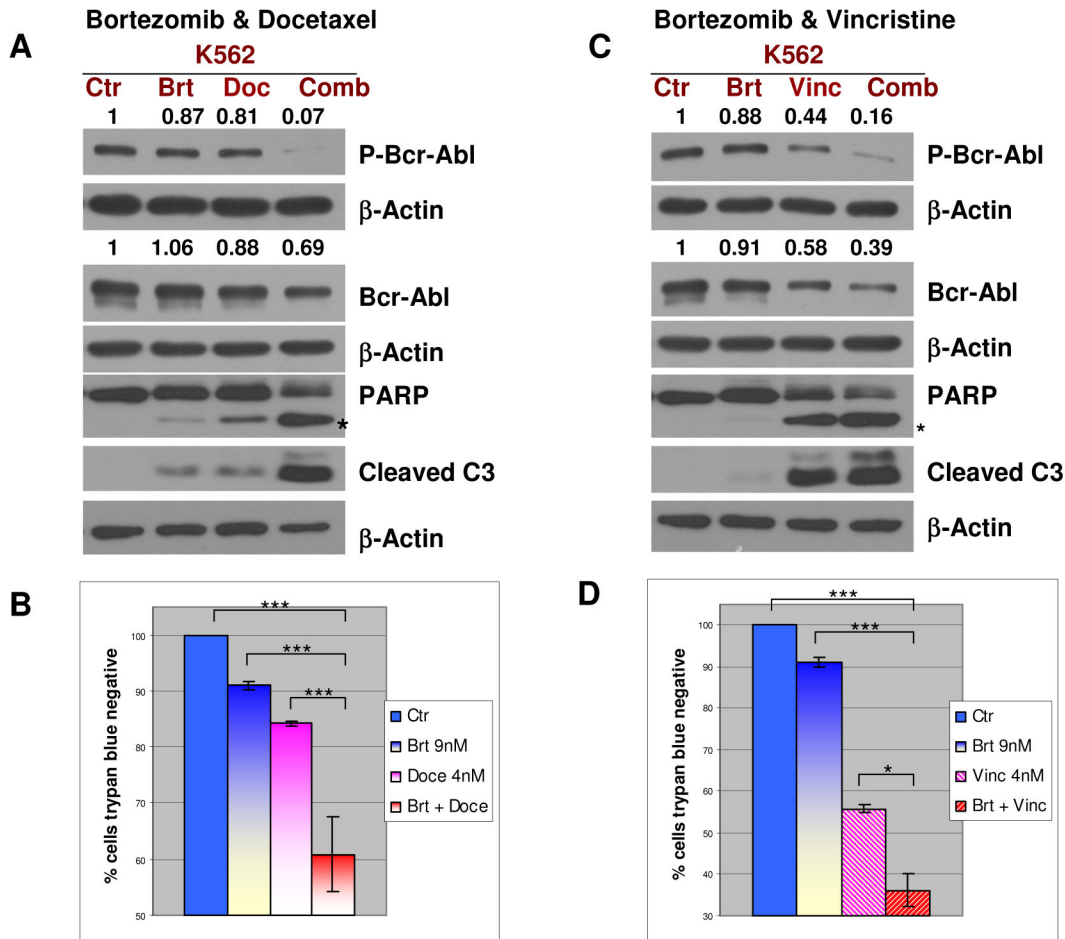 Bortezomib & Docetaxel
A
K562
Ctr Brt Doc Comb
1 0.87 0.81 0.07
P-Bcr-Abl
β-Actin
1 1.06 0.88 0.69
Bcr-Abl
β-Actin
PARP
*
Cleaved C3
β-Actin
B
% cells trypan blue negative
100
90
80
70
60
50
***
***
***
Ctr
Brt 9nM
Doce 4nM
Brt + Doce
Bortezomib & Vincristine
C
K562
Ctr Brt Vinc Comb
1 0.88 0.44 0.16
P-Bcr-Abl
β-Actin
1 0.91 0.58 0.39
Bcr-Abl
β-Actin
PARP
*
Cleaved C3
β-Actin
D
% cells trypan blue negative
100
90
80
70
60
50
40
30
***
***
*
Ctr
Brt 9nM
Vinc 4nM
Brt + Vinc